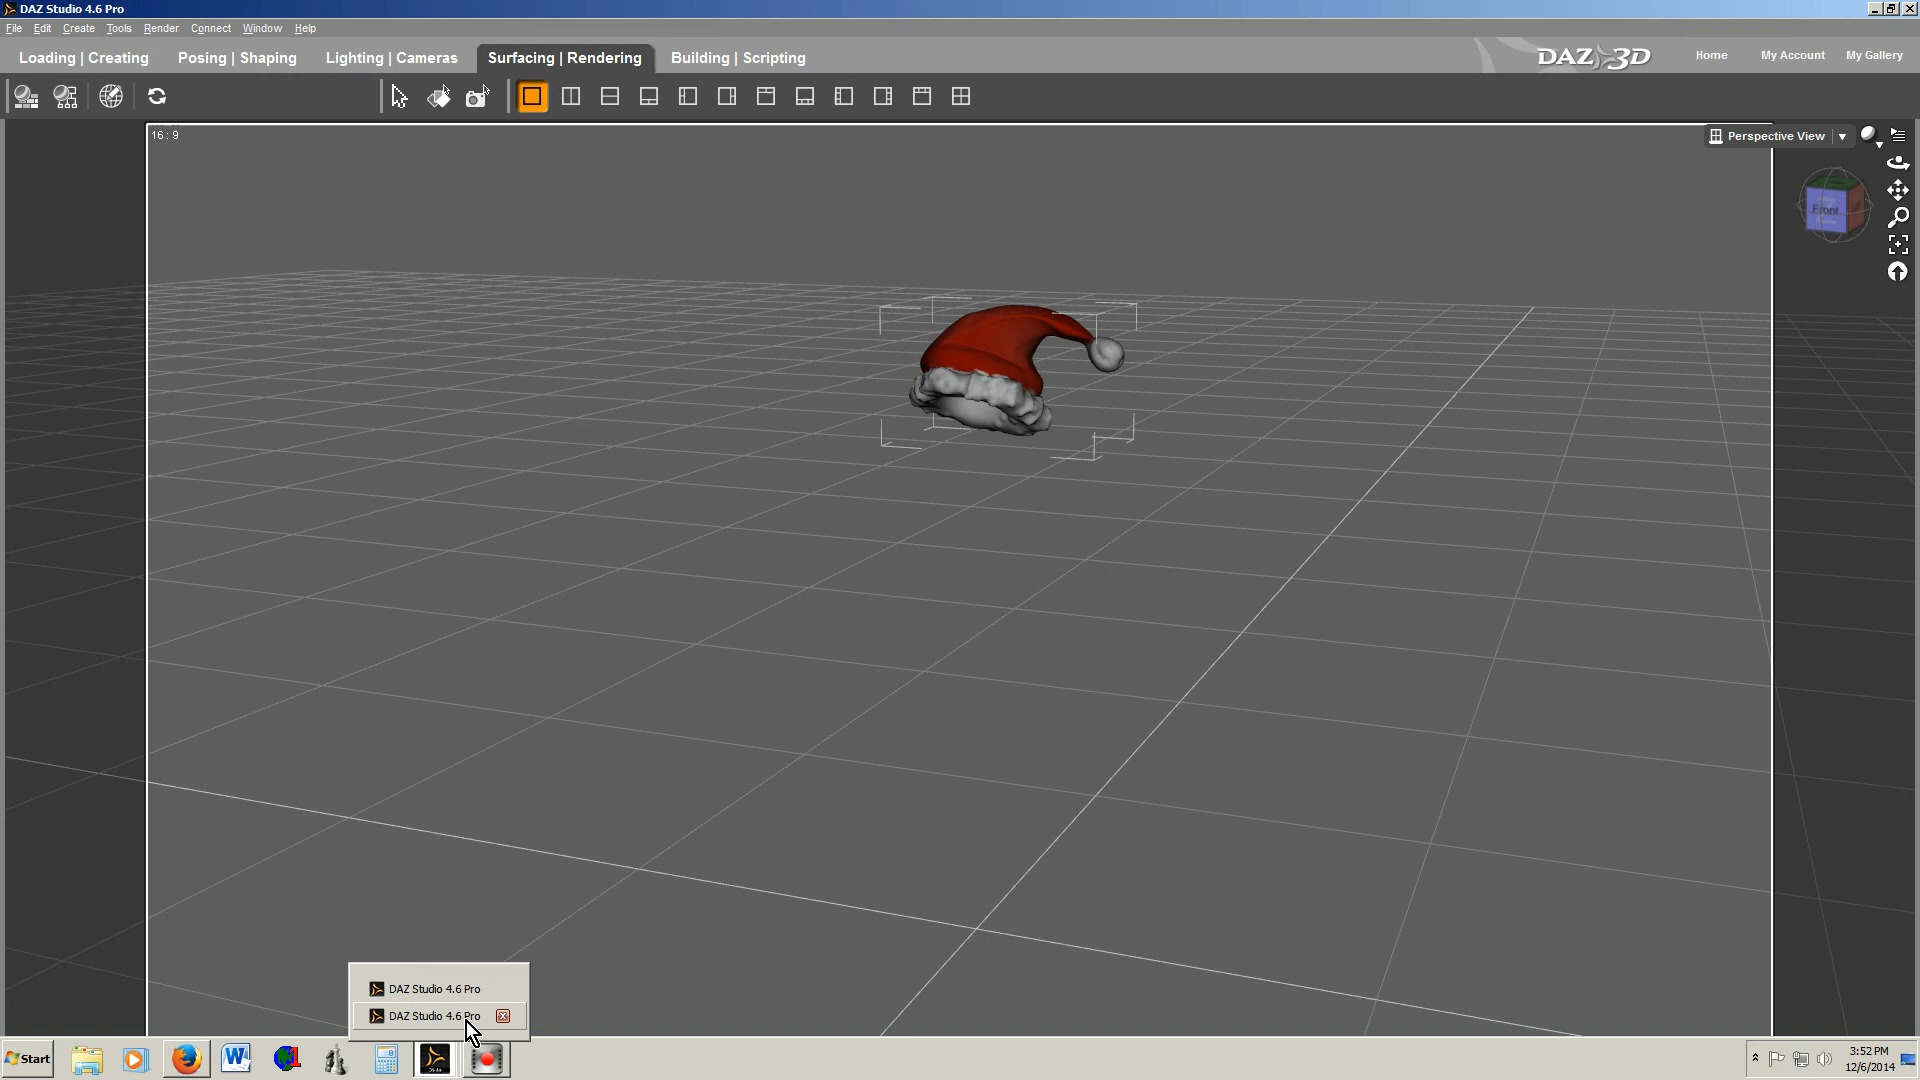 DAZ Studio 4.6 Pro
File Edit Create Tools Render Connect Window Help
Loading | Creating Posing | Shaping Lighting | Cameras Surfacing | Rendering Building | Scripting DAZ 3D Home My Account My Gallery
16 : 9
Perspective View
Front
DAZ Studio 4.6 Pro
DAZ Studio 4.6 Pro
Start
3:52 PM
12/6/2014